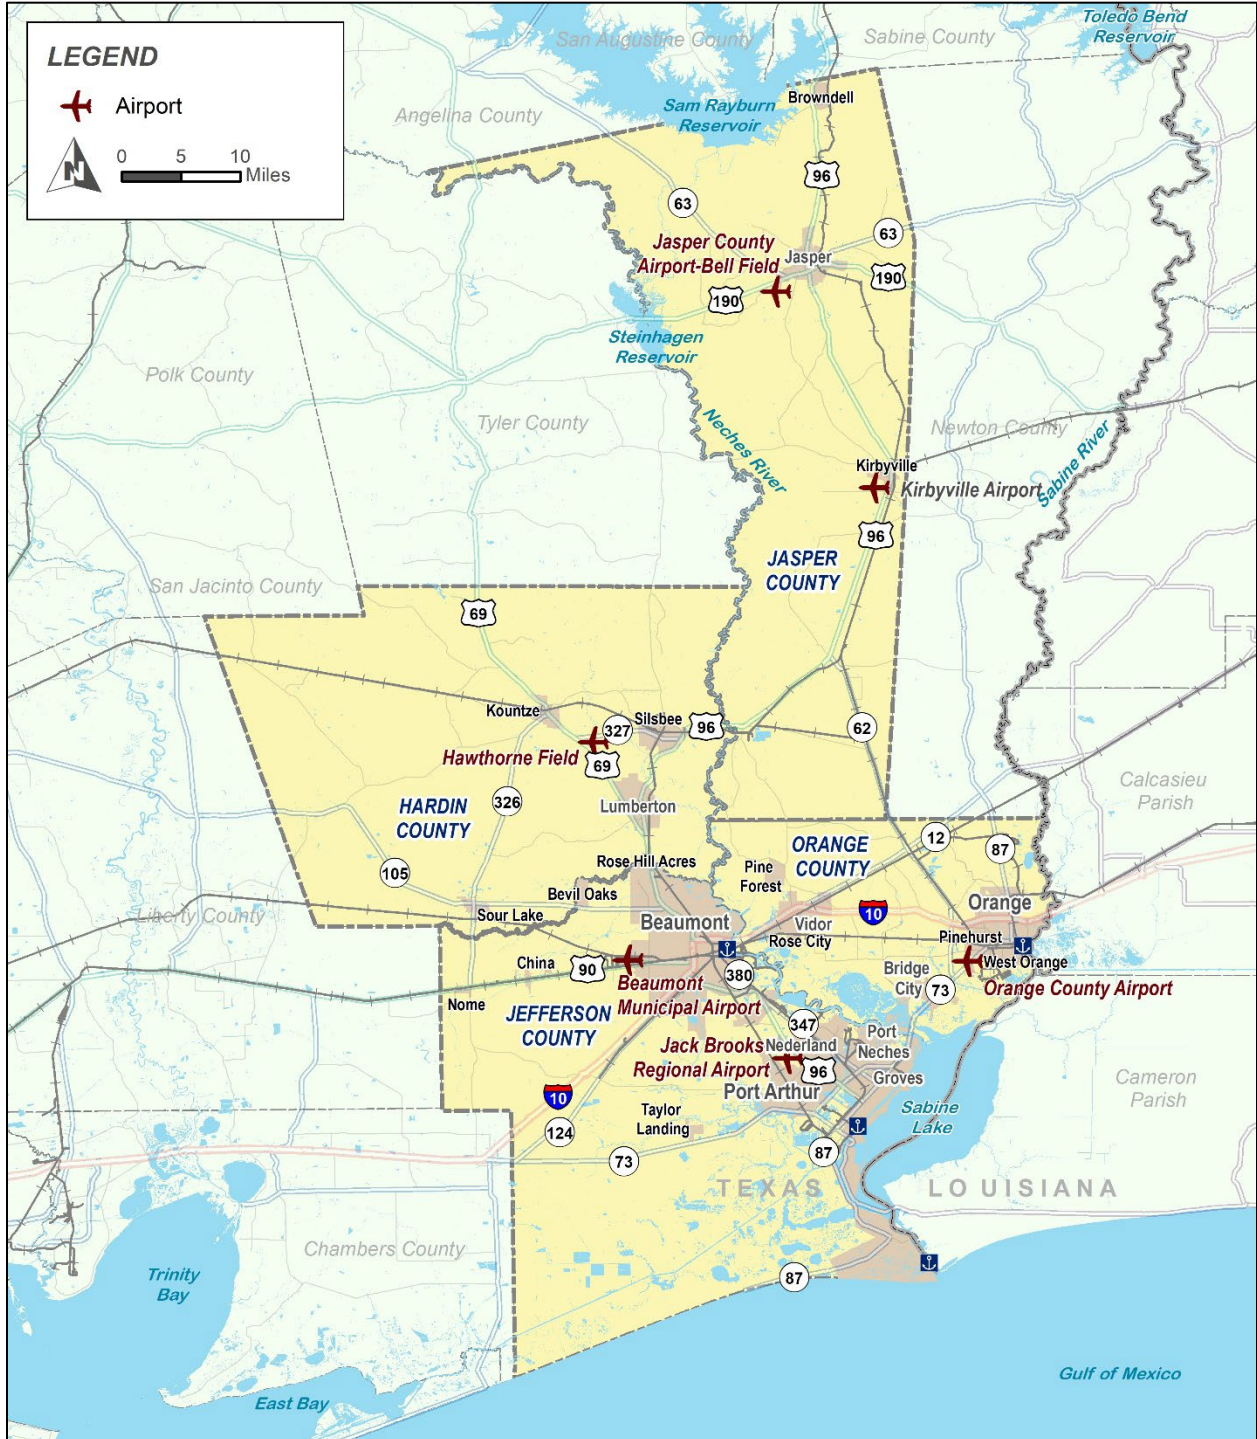 LEGEND
Airport
N
0 5 10
Miles
San Augustine County
Sabine County
Toledo Bend
Reservoir
Angelina County
Sam Rayburn
Reservoir
Browndell
96
63
63
Jasper County
Airport-Bell Field
Jasper
190
190
Steinhagen
Reservoir
Polk County
Tyler County
Neches River
Newton County
Sabine River
Kirbyville
Kirbyville Airport
96
JASPER
COUNTY
San Jacinto County
69
Kountze
327
Silsbee
96
62
Hawthorne Field
69
Lumberton
HARDIN
COUNTY
326
Calcasieu
Parish
12
87
ORANGE
COUNTY
105
Rose Hill Acres
Pine
Forest
Bevil Oaks
Sour Lake
Liberty County
Beaumont
Vidor
10
Orange
Rose City
Pinehurst
China
90
380
West Orange
Bridge
City
73
Orange County Airport
Nome
Beaumont
Municipal Airport
JEFFERSON
COUNTY
347
Port
Neches
Jack Brooks
Regional Airport
Nederland
96
Groves
Port Arthur
10
Cameron
Parish
Sabine
Lake
Taylor
Landing
124
73
87
TEXAS
LOUISIANA
Chambers County
Trinity
Bay
87
East Bay
Gulf of Mexico